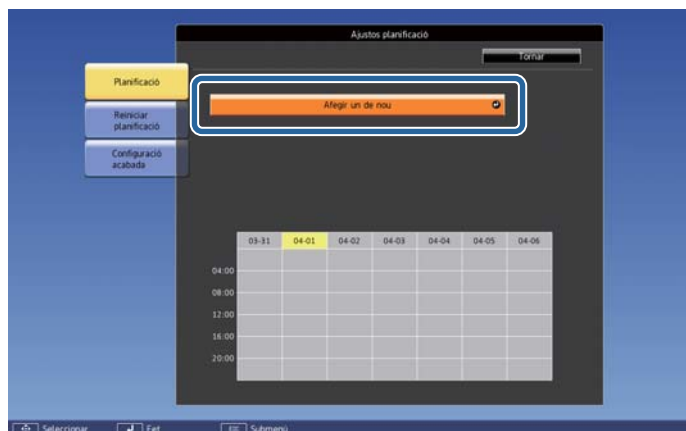 Ajustos planificació
Tornar
Planificació
Afegir un de nou
Reiniciar
planificació
Configuració
acabada
03-31 04-01 04-02 04-03 04-04 04-05 04-06
04:00
08:00
12:00
16:00
20:00
Seleccionar Fet Submenú